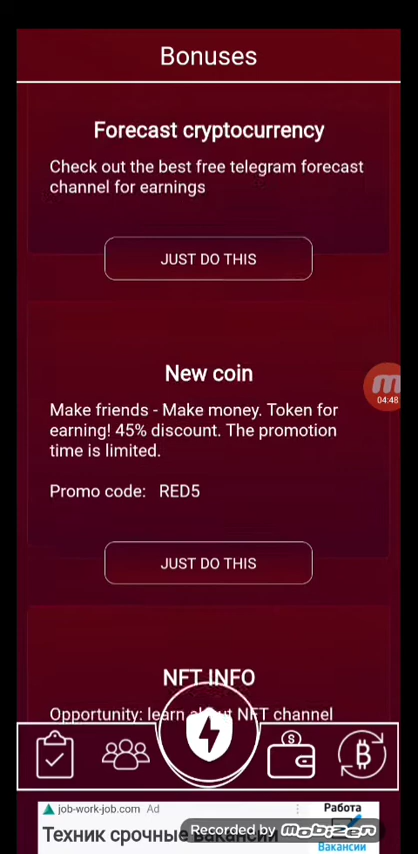 Bonuses
Forecast cryptocurrency
Check out the best free telegram forecast
channel for earnings
JUST DO THIS
New coin
Make friends - Make money. Token for
earning! 45% discount. The promotion
time is limited.
Promo code: RED5
JUST DO THIS
04:48
NFT INFO
Opportunity: learn about NFT channel
job-work-job.com Ad
Работа
Техник срочные вакансии
Вакансии
Recorded by mobizen